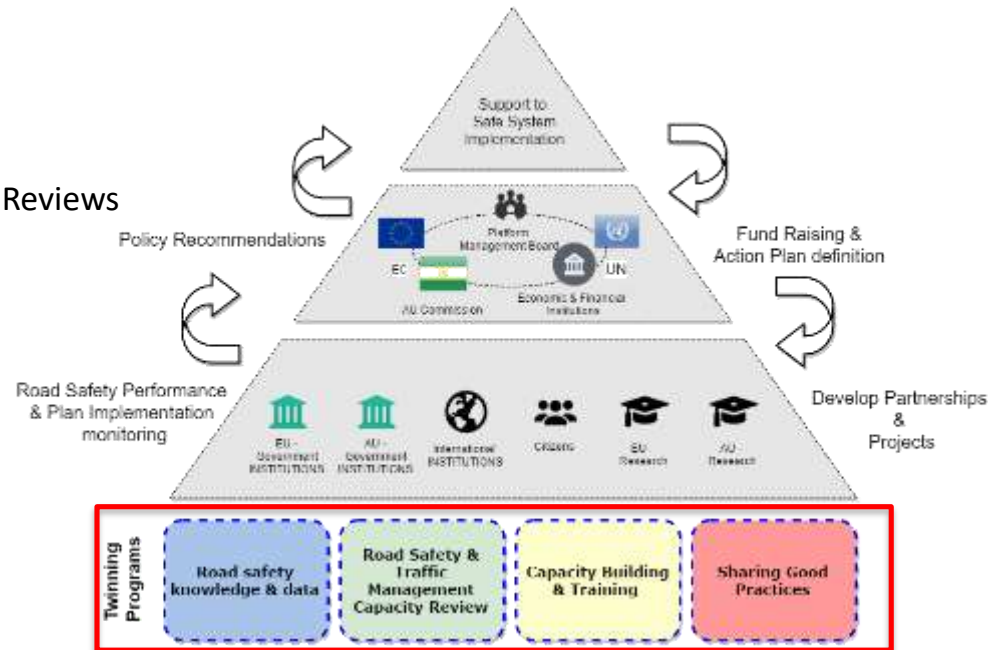 Support to
Safe System
Implementation
Reviews
Policy Recommendations
Fund Raising &
Action Plan definition
Platform
Management Board
EC
UN
AU Commission
Economic & Financial
Institutions
Road Safety Performance
& Plan Implementation
monitoring
Develop Partnerships
&
Projects
EU -
Government
INSTITUTIONS
AU -
Government
INSTITUTIONS
International
INSTITUTIONS
Citizens
EU
Research
AU
Research
Twinning
Programs
Road safety
knowledge & data
Road Safety &
Traffic
Management
Capacity Review
Capacity Building
& Training
Sharing Good
Practices